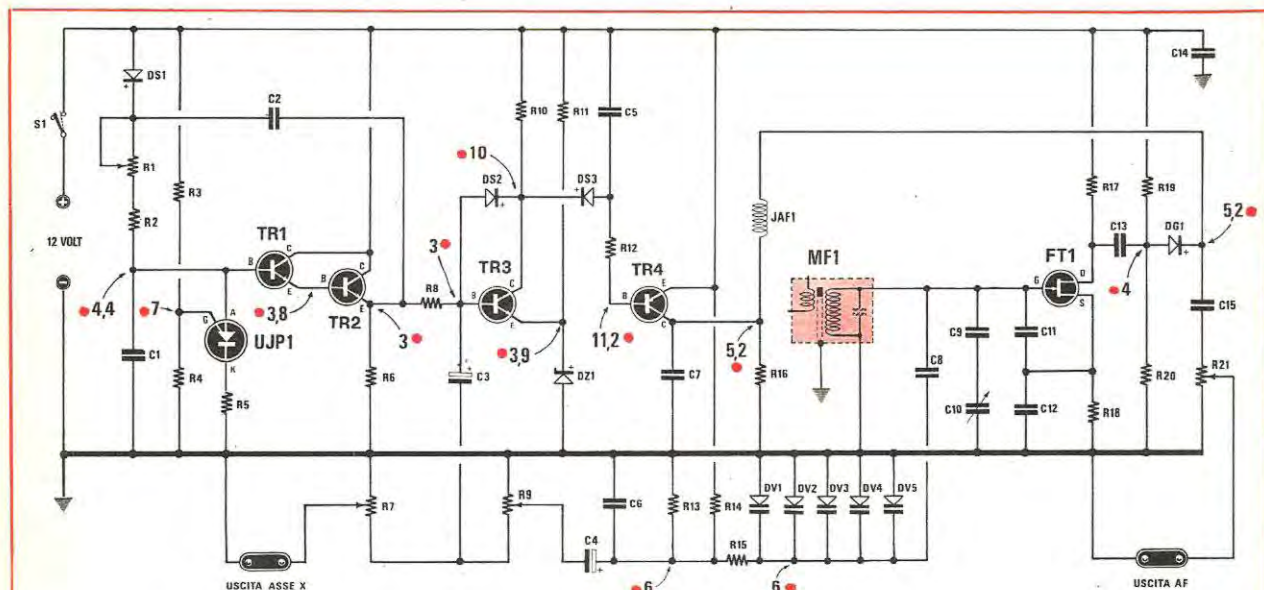 DS1
C2
S1
R1
R3
R2
12 VOLT
TR1
B
C
E
TR2
B
C
E
4,4
7
3,8
3
G
A
UJP1
K
C1
R4
R5
R6
R8
3
C3
10
DS2
DS3
R10
R11
C5
TR3
B
C
E
3,9
DZ1
R12
TR4
B
E
C
11,2
5,2
C7
R16
JAF1
MF1
C8
C9
C10
C11
C12
FT1
G
D
S
R17
R18
C13
R19
DG1
4
5,2
C14
C15
R20
R21
R7
R9
C4
C6
R13
R14
R15
DV1
DV2
DV3
DV4
DV5
6
6
USCITA ASSE X
USCITA AF